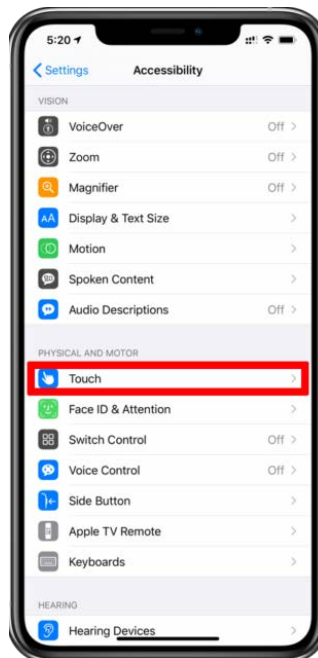 5:20
Settings Accessibility
VISION
VoiceOver Off
Zoom Off
Magnifier Off
AA Display & Text Size
Motion
Spoken Content
Audio Descriptions Off
PHYSICAL AND MOTOR
Touch
Face ID & Attention
Switch Control Off
Voice Control Off
Side Button
Apple TV Remote
Keyboards
HEARING
Hearing Devices